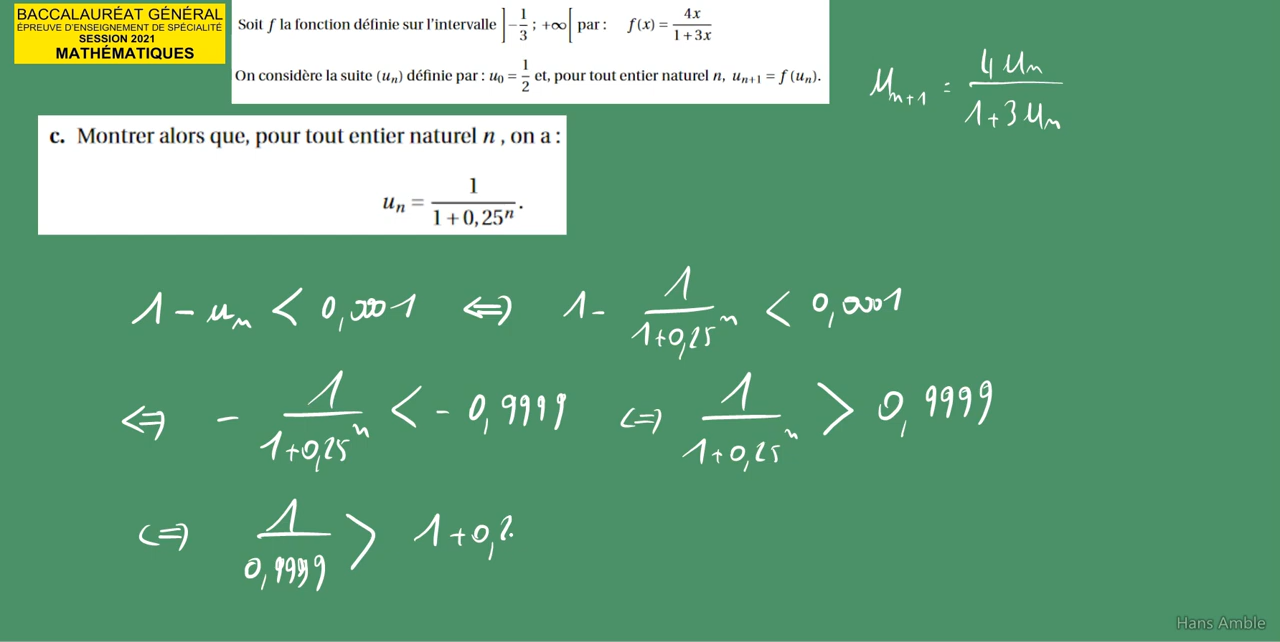 BACCALAURÉAT GÉNÉRAL
ÉPREUVE D'ENSEIGNEMENT DE SPÉCIALITÉ
SESSION 2021
MATHÉMATIQUES
Soit f la fonction définie sur l'intervalle ]-1/3 ; +∞[ par : f(x) = 4x/(1+3x)
On considère la suite (uₙ) définie par : u₀ = 1/2 et, pour tout entier naturel n, uₙ₊₁ = f(uₙ).
uₙ₊₁ = 4uₙ/(1+3uₙ)
c. Montrer alors que, pour tout entier naturel n , on a :
uₙ = 1/(1+0,25ⁿ).
1 - uₙ < 0,0001 ⇔ 1 - 1/(1+0,25ⁿ) < 0,0001
⇔ - 1/(1+0,25ⁿ) < - 0,9999 ⇔ 1/(1+0,25ⁿ) > 0,9999
⇔ 1/0,9999 > 1+0,2
Hans Amble